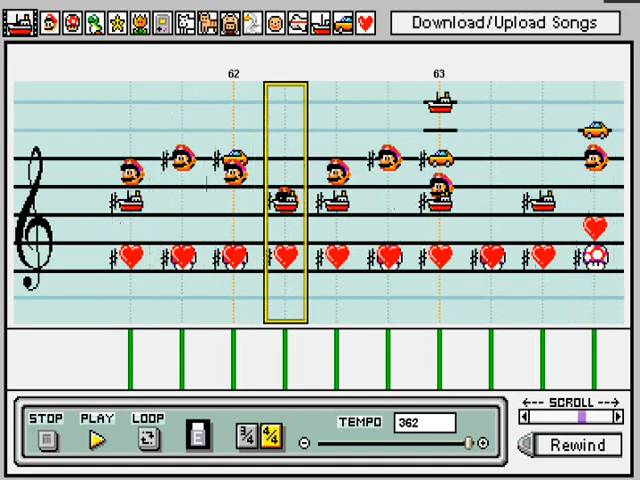 Download/Upload Songs
62
63
STOP
PLAY
LOOP
3/4
4/4
TEMPO
362
<--- SCROLL --->
Rewind